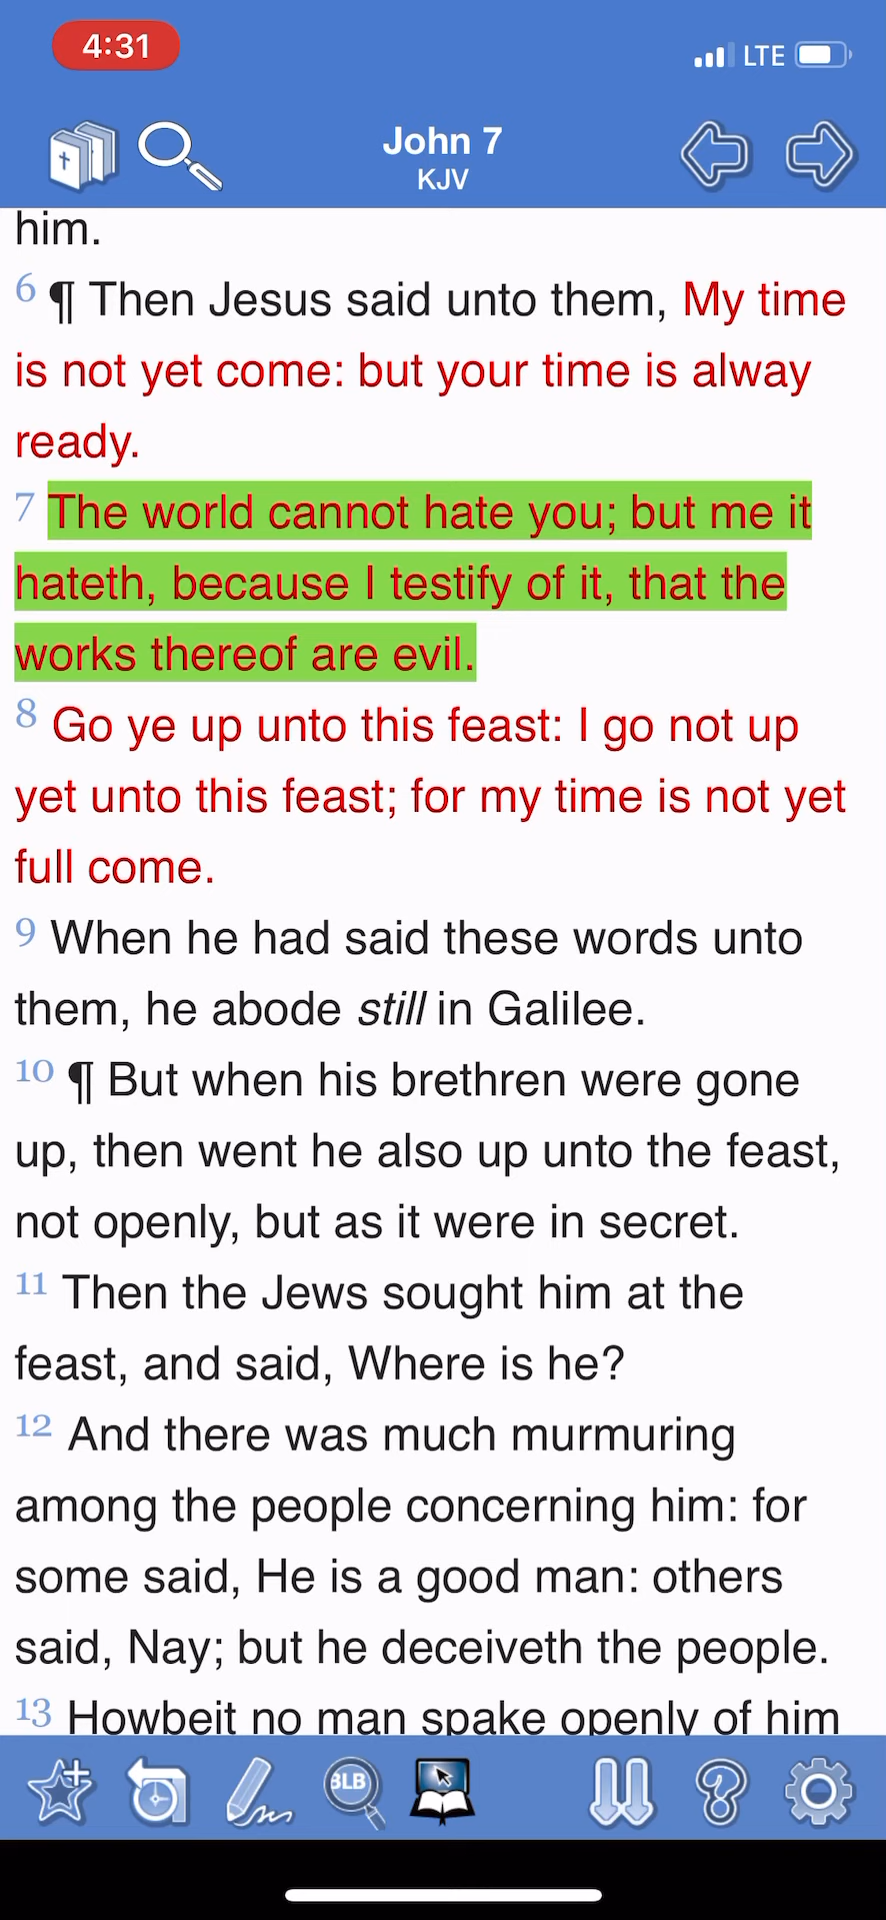 4:31
LTE
John 7
KJV
him.
6 ¶ Then Jesus said unto them, My time
is not yet come: but your time is alway
ready.
7 The world cannot hate you; but me it
hateth, because I testify of it, that the
works thereof are evil.
8 Go ye up unto this feast: I go not up
yet unto this feast; for my time is not yet
full come.
9 When he had said these words unto
them, he abode still in Galilee.
10 ¶ But when his brethren were gone
up, then went he also up unto the feast,
not openly, but as it were in secret.
11 Then the Jews sought him at the
feast, and said, Where is he?
12 And there was much murmuring
among the people concerning him: for
some said, He is a good man: others
said, Nay; but he deceiveth the people.
13 Howbeit no man spake openly of him
BLB